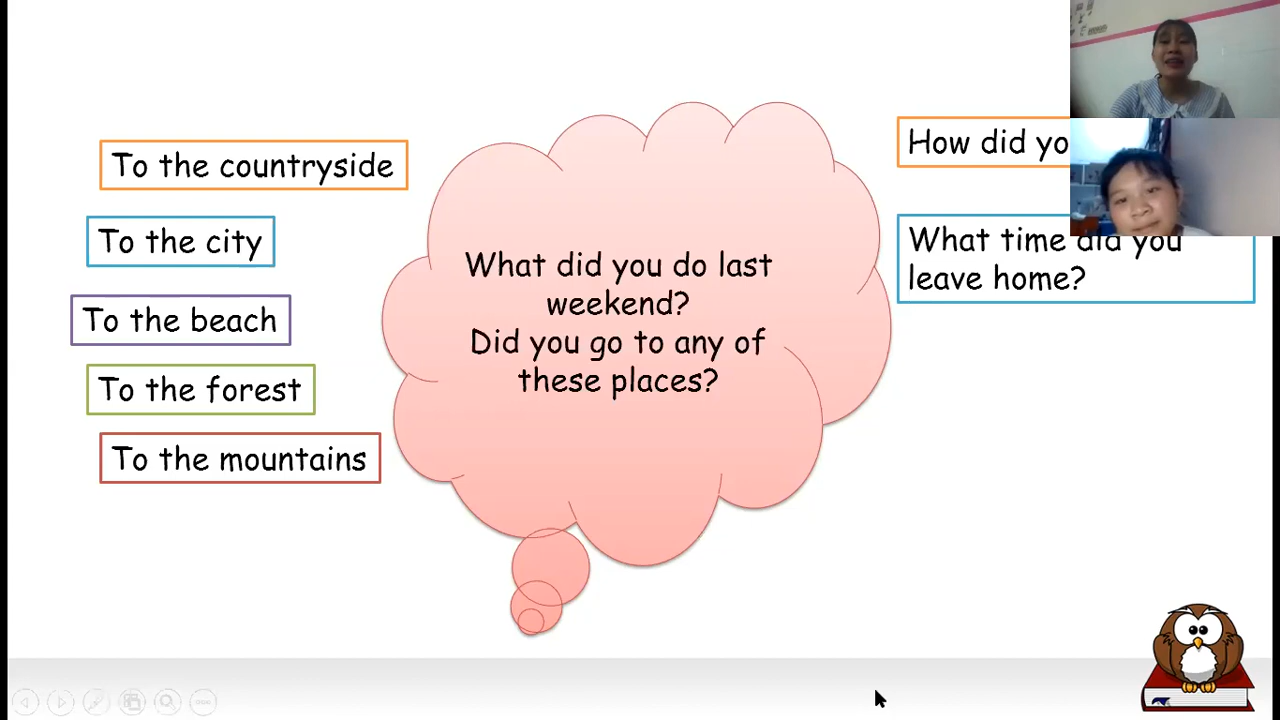 To the countryside
To the city
To the beach
To the forest
To the mountains
What did you do last
weekend?
Did you go to any of
these places?
How did
What time did you
leave home?